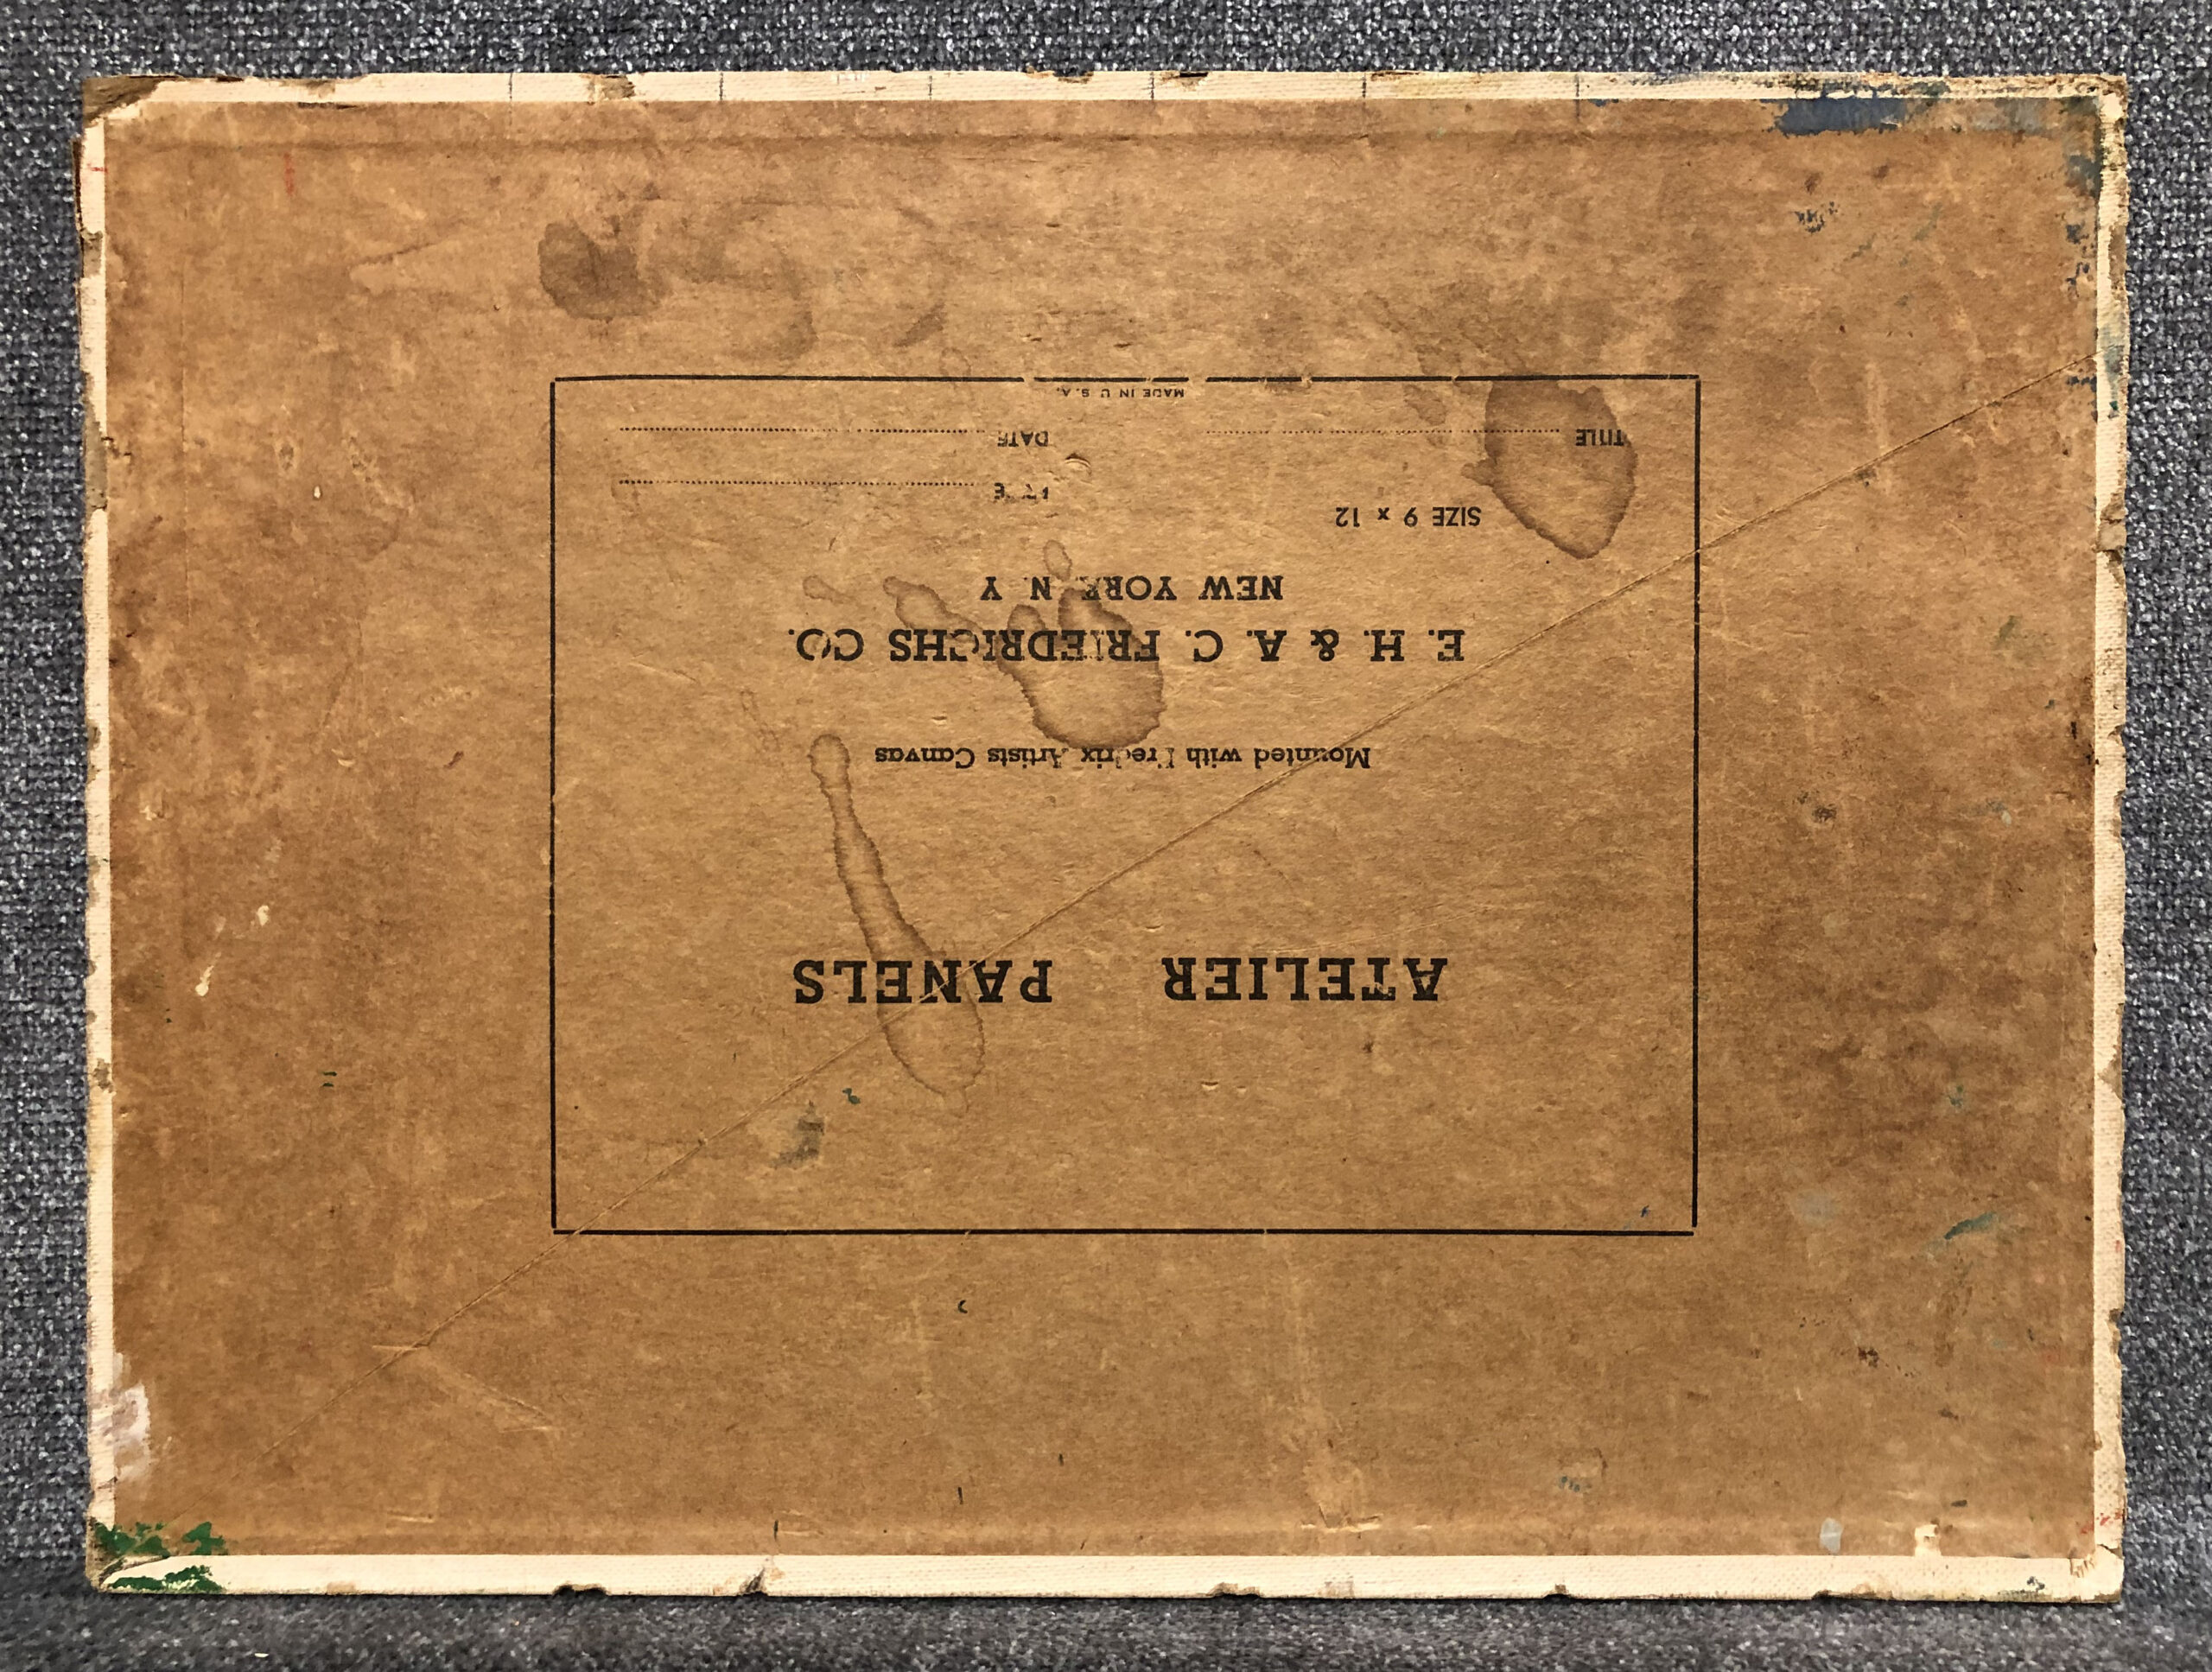 ATELIER PANELS
Mounted with Fredrix Artists Canvas
E. H. & A. C. FRIEDRICHS CO.
NEW YORK N. Y
SIZE 9 x 12
TITLE
DATE
MADE IN U. S. A.